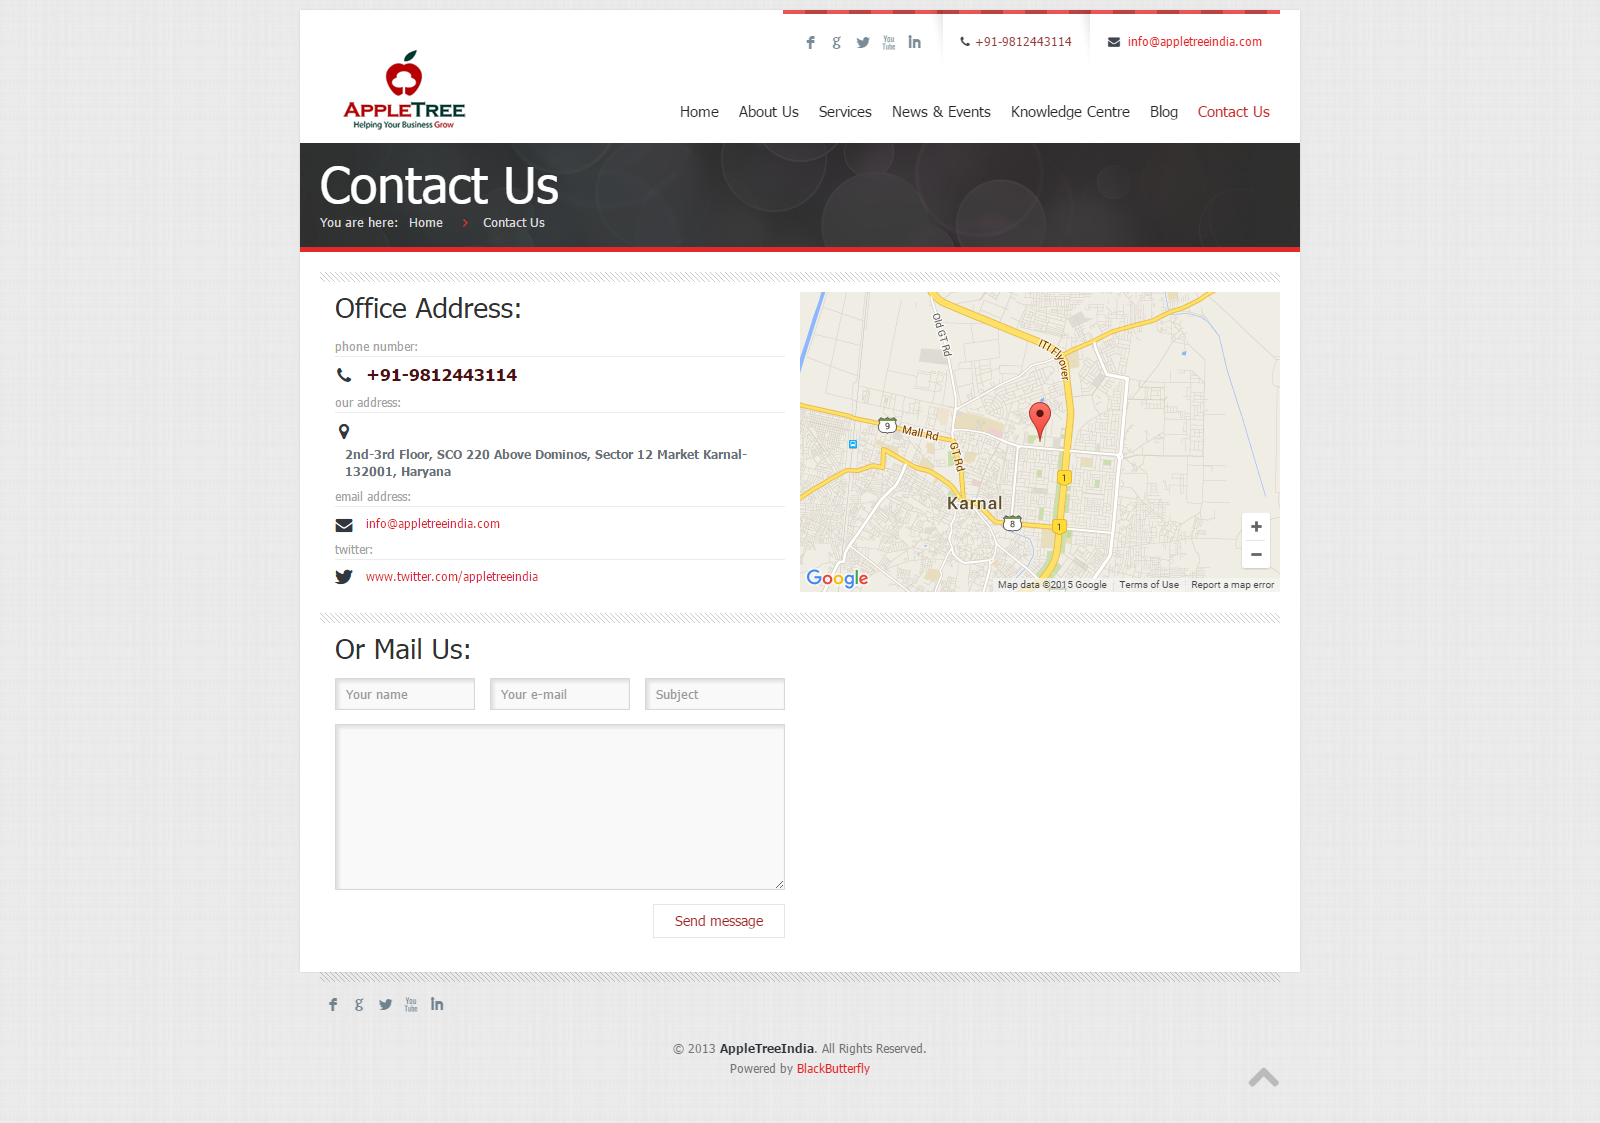 +91-9812443114
info@appletreeindia.com
APPLETREE
Helping Your Business Grow
Home About Us Services News & Events Knowledge Centre Blog Contact Us
Contact Us
You are here: Home Contact Us
Office Address:
phone number:
+91-9812443114
our address:
2nd-3rd Floor, SCO 220 Above Dominos, Sector 12 Market Karnal-
132001, Haryana
email address:
info@appletreeindia.com
twitter:
www.twitter.com/appletreeindia
Old GT Rd
ITI Flyover
9
Mall Rd
GT Rd
1
Karnal
8
1
Google
Map data ©2015 Google Terms of Use Report a map error
Or Mail Us:
Your name Your e-mail Subject
Send message
You
Tube
© 2013 AppleTreeIndia. All Rights Reserved.
Powered by BlackButterfly